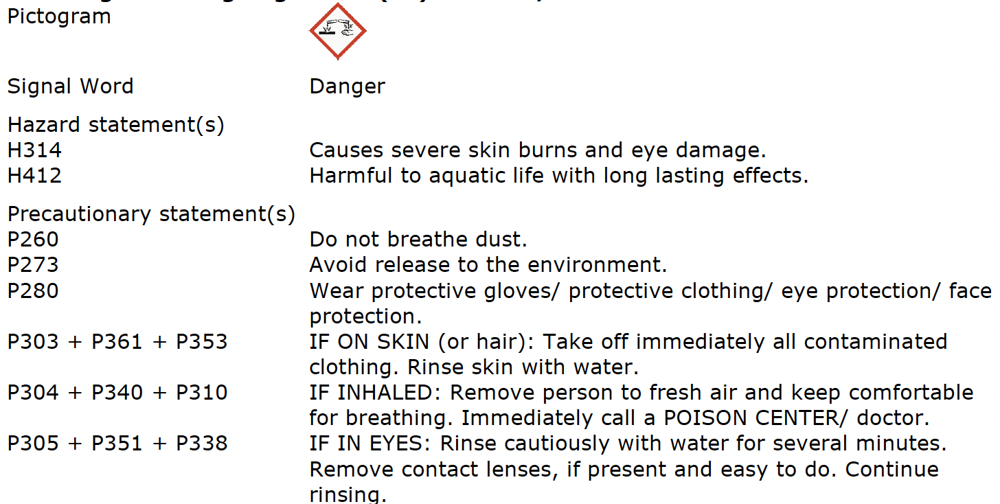 Pictogram
Signal Word Danger
Hazard statement(s)
H314 Causes severe skin burns and eye damage.
H412 Harmful to aquatic life with long lasting effects.
Precautionary statement(s)
P260 Do not breathe dust.
P273 Avoid release to the environment.
P280 Wear protective gloves/ protective clothing/ eye protection/ face
protection.
P303 + P361 + P353 IF ON SKIN (or hair): Take off immediately all contaminated
clothing. Rinse skin with water.
P304 + P340 + P310 IF INHALED: Remove person to fresh air and keep comfortable
for breathing. Immediately call a POISON CENTER/ doctor.
P305 + P351 + P338 IF IN EYES: Rinse cautiously with water for several minutes.
Remove contact lenses, if present and easy to do. Continue
rinsing.